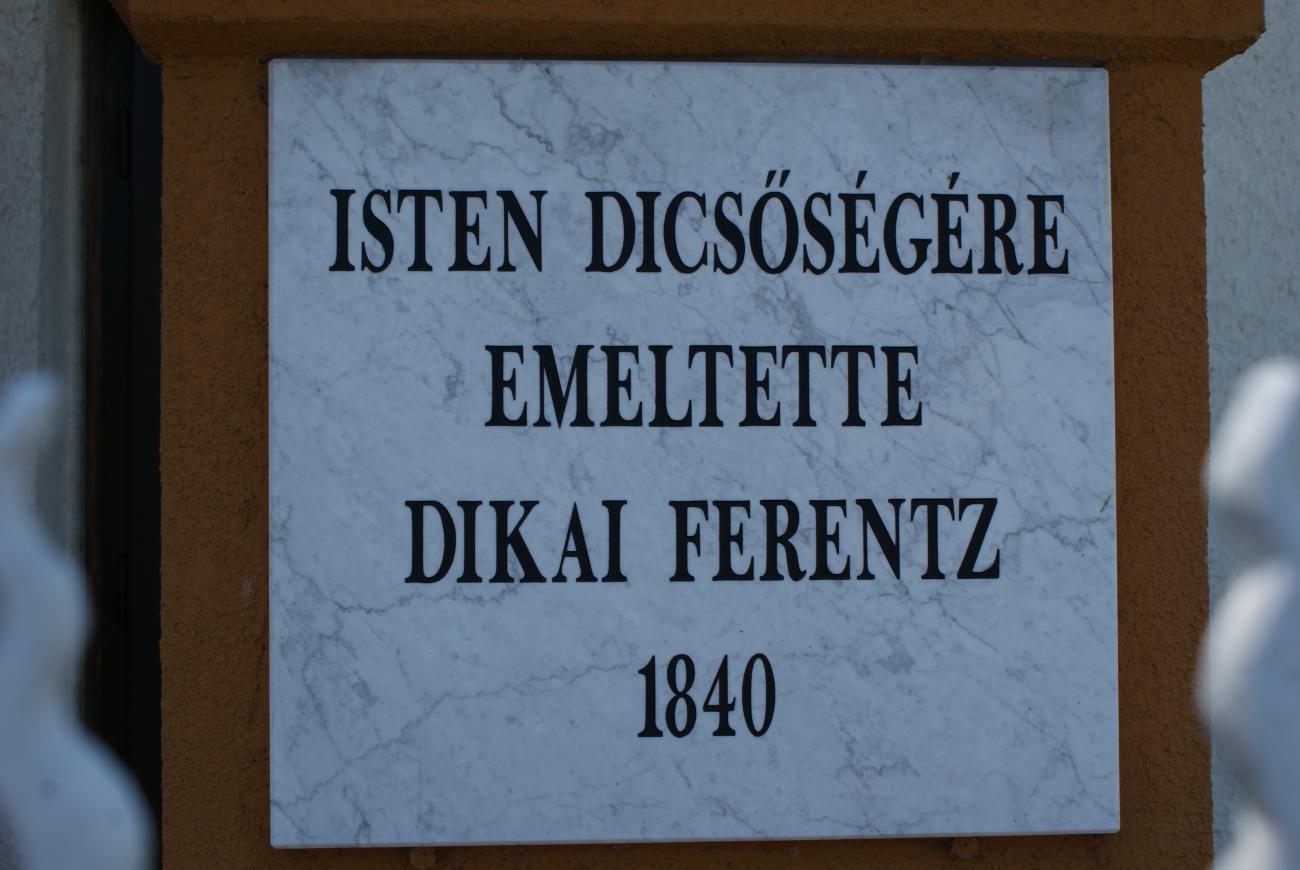 ISTEN DICSŐSÉGÉRE
EMELTETTE
DIKAI FERENTZ
1840